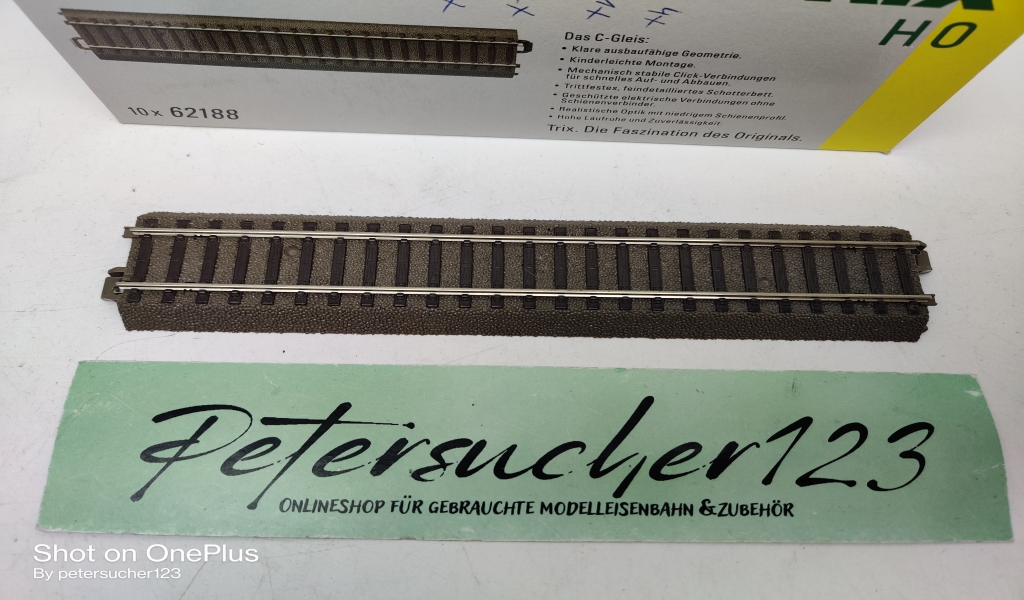 H0
Das C-Gleis:
• Klare ausbaufähige Geometrie.
• Kinderleichte Montage.
• Mechanisch stabile Click-Verbindungen
für schnelles Auf- und Abbauen.
• Trittfestes, feindetailliertes Schotterbett.
• Geschützte elektrische Verbindungen ohne
Schienenverbinder.
• Realistische Optik mit niedrigem Schienenprofil.
• Hohe Laufruhe und Zuverlässigkeit.
Trix. Die Faszination des Originals.
10x 62188
Petersucher123
ONLINESHOP FÜR GEBRAUCHTE MODELLEISENBAHN & ZUBEHÖR
Shot on OnePlus
By petersucher123